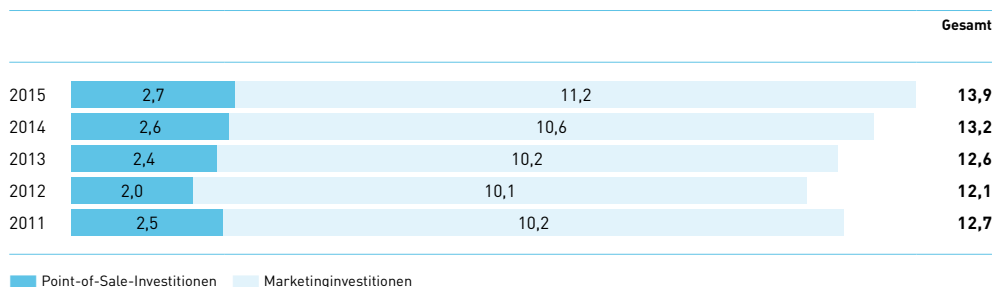 Gesamt
2015 2,7 11,2 13,9
2014 2,6 10,6 13,2
2013 2,4 10,2 12,6
2012 2,0 10,1 12,1
2011 2,5 10,2 12,7
Point-of-Sale-Investitionen Marketinginvestitionen